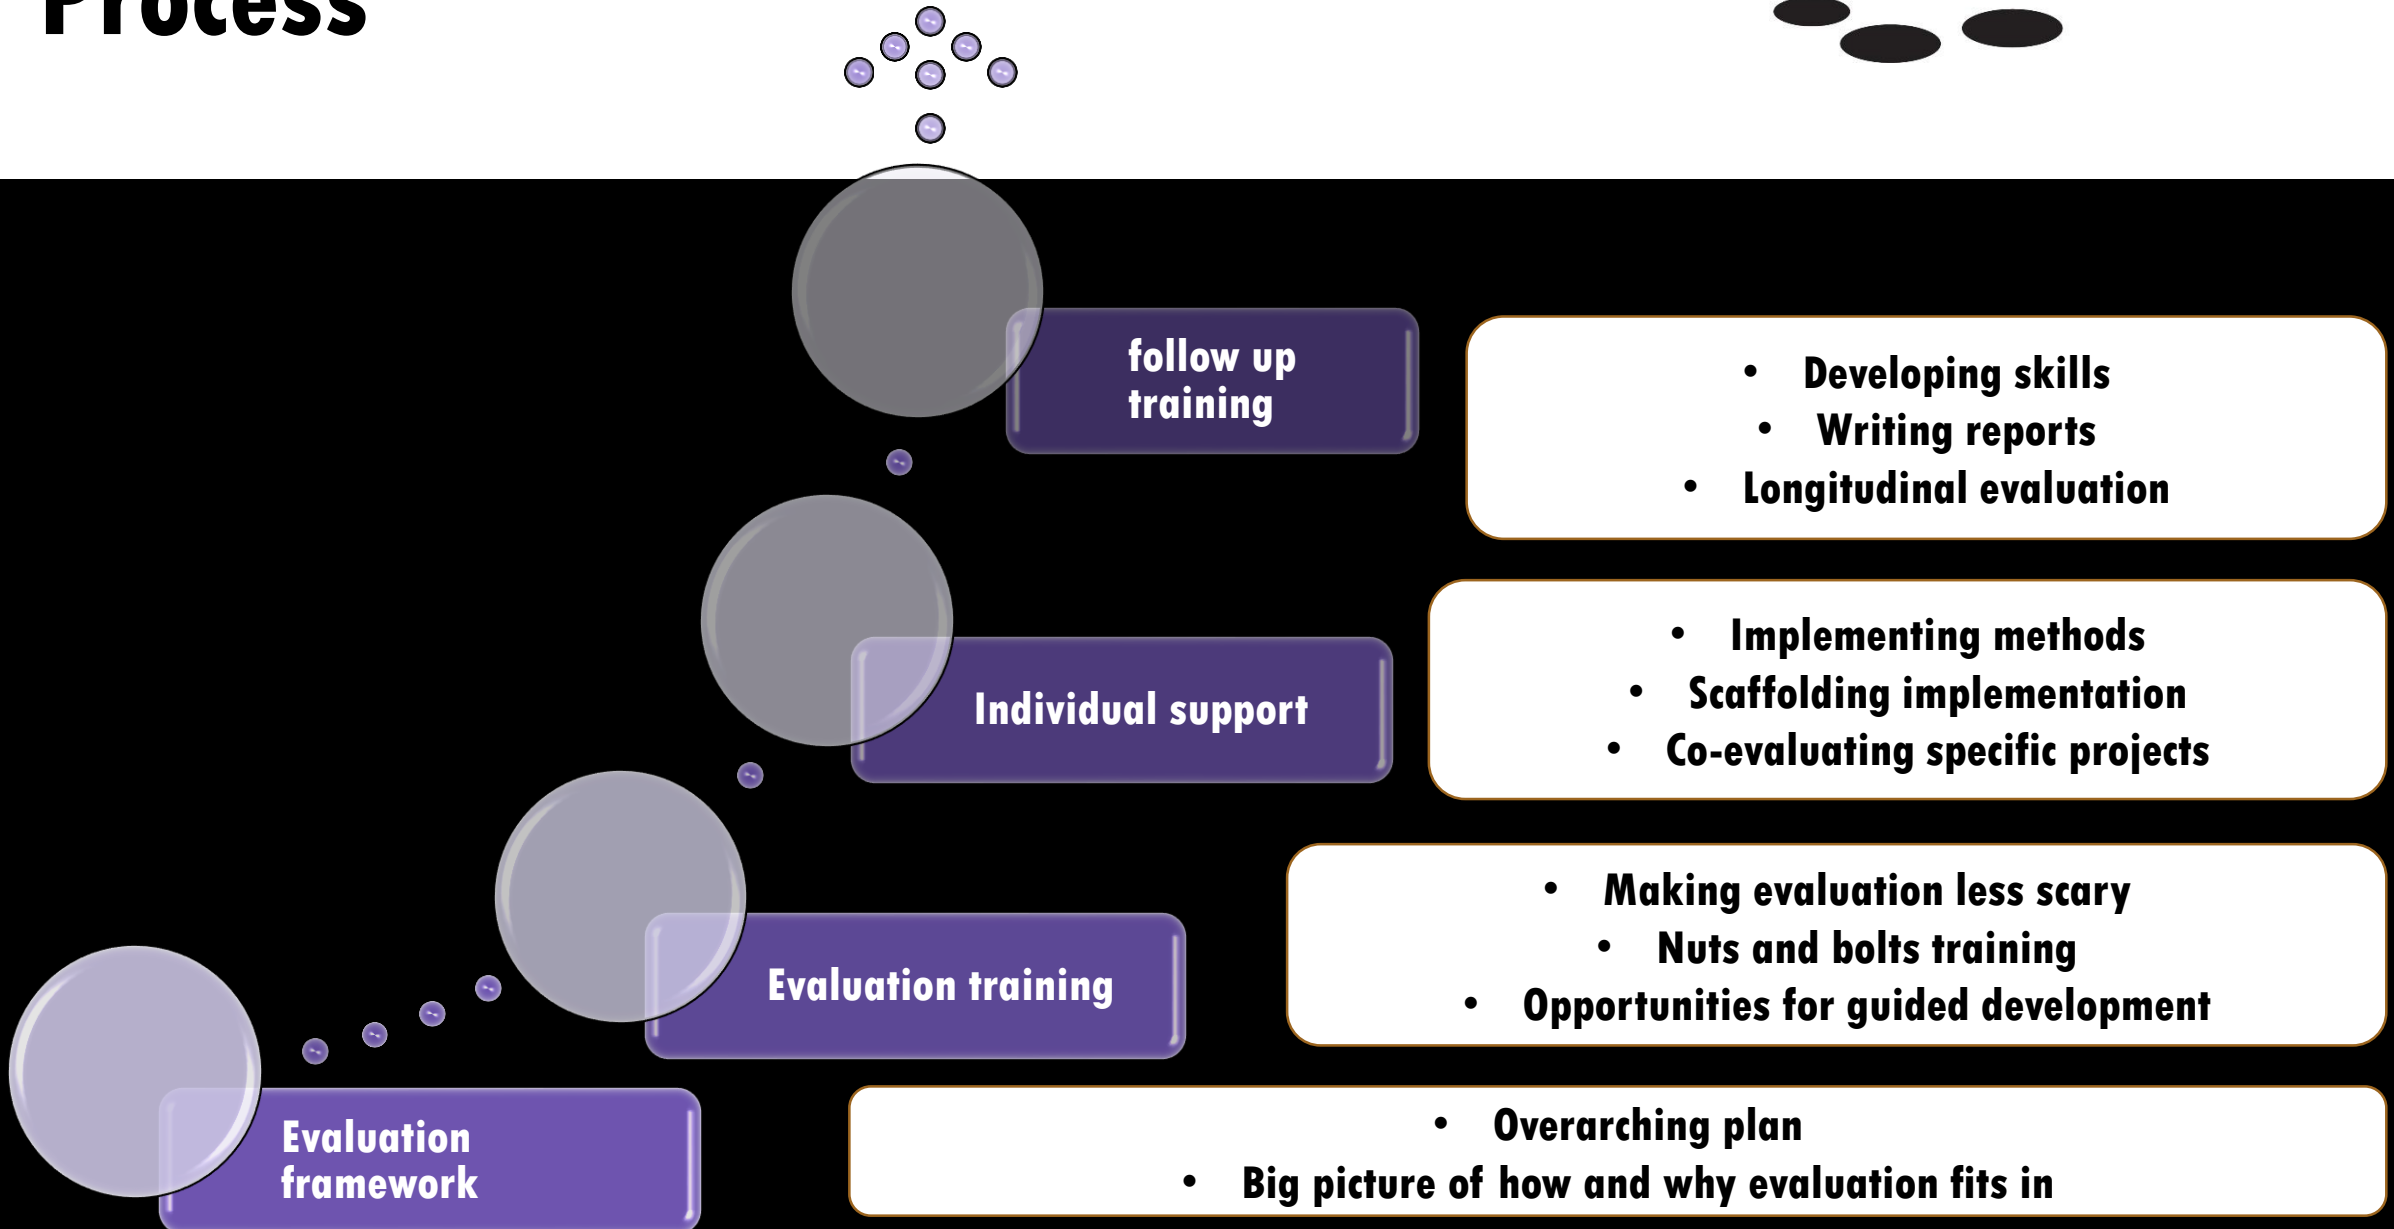 Process
follow up
training
• Developing skills
• Writing reports
• Longitudinal evaluation
Individual support
• Implementing methods
• Scaffolding implementation
• Co-evaluating specific projects
Evaluation training
• Making evaluation less scary
• Nuts and bolts training
• Opportunities for guided development
Evaluation
framework
• Overarching plan
• Big picture of how and why evaluation fits in